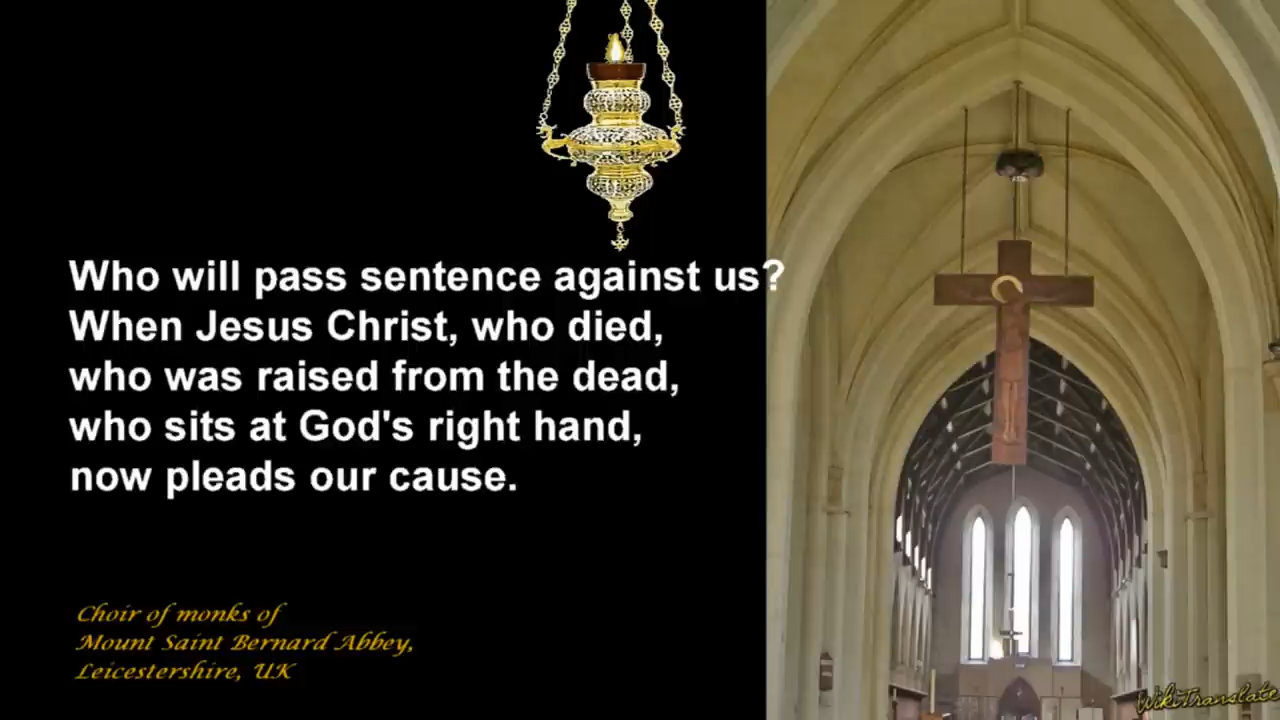 Who will pass sentence against us?
When Jesus Christ, who died,
who was raised from the dead,
who sits at God's right hand,
now pleads our cause.
Choir of monks of
Mount Saint Bernard Abbey,
Leicestershire, UK
WikiTranslate